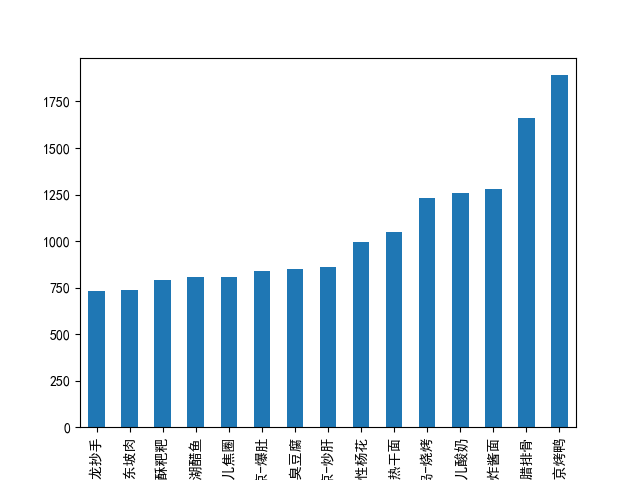 1750
1500
1250
1000
750
500
250
0
龙抄手
东坡肉
酥粑粑
湖醋鱼
儿焦圈
京-爆肚
臭豆腐
京-炒肝
性杨花
热干面
-烧烤
儿酸奶
炸酱面
腊排骨
京烤鸭